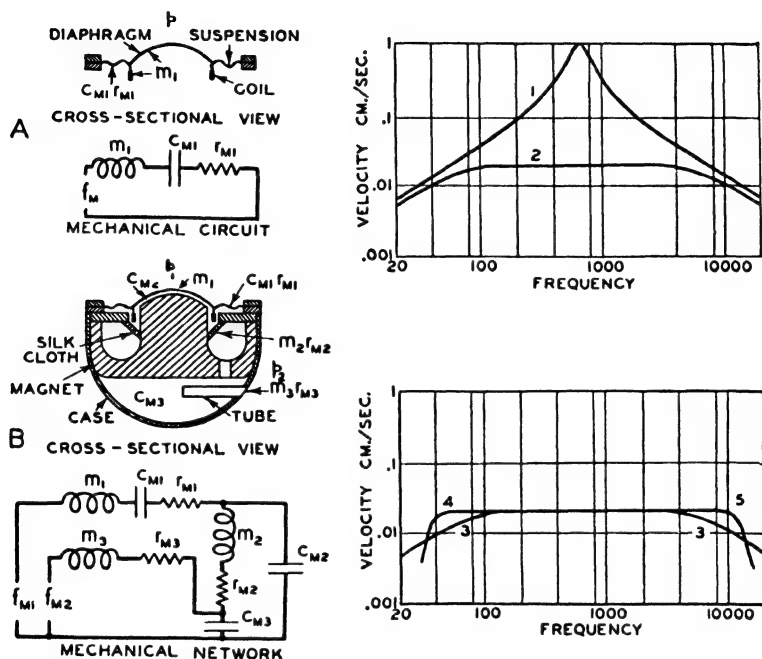 p
DIAPHRAGM SUSPENSION
m1
CM1 rM1 COIL
CROSS-SECTIONAL VIEW
A
m1 CM1 rM1
fM
MECHANICAL CIRCUIT
VELOCITY CM./SEC.
1
.1
.01
.001
1
2
20 100 1000 10000
FREQUENCY
CM2 p1 m1 CM1 rM1
SILK CLOTH
m2 rM2
MAGNET
p2
m3 rM3
CM3
CASE TUBE
B
CROSS-SECTIONAL VIEW
m1 CM1 rM1
m3 rM3 m2
CM2
fM1 fM2 rM2
CM3
MECHANICAL NETWORK
VELOCITY CM./SEC.
1
.1
.01
.001
4 5
3 3
20 100 1000 10000
FREQUENCY